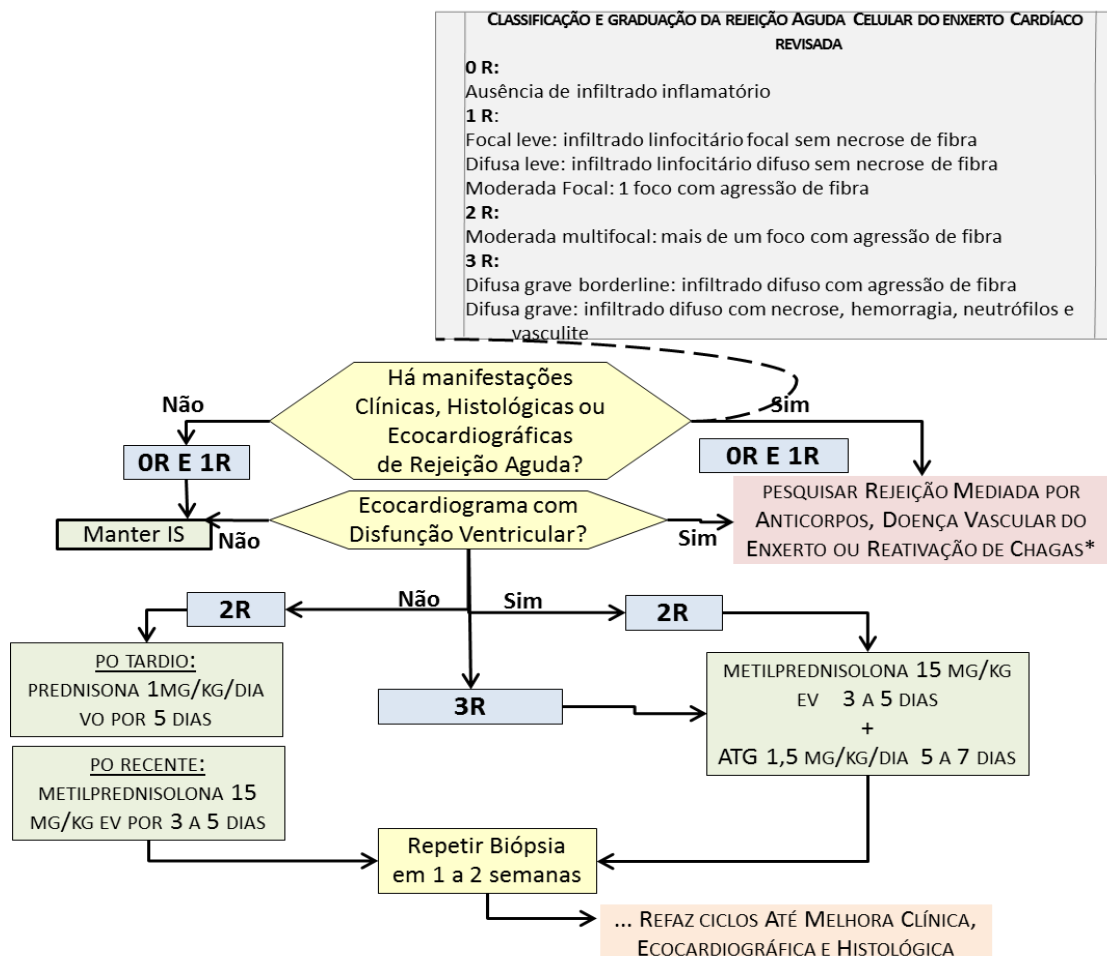 CLASSIFICAÇÃO E GRADUAÇÃO DA REJEIÇÃO AGUDA CELULAR DO ENXERTO CARDÍACO
REVISADA
0 R:
Ausência de infiltrado inflamatório
1 R:
Focal leve: infiltrado linfocitário focal sem necrose de fibra
Difusa leve: infiltrado linfocitário difuso sem necrose de fibra
Moderada Focal: 1 foco com agressão de fibra
2 R:
Moderada multifocal: mais de um foco com agressão de fibra
3 R:
Difusa grave borderline: infiltrado difuso com agressão de fibra
Difusa grave: infiltrado difuso com necrose, hemorragia, neutrófilos e
vasculite
Há manifestações
Clínicas, Histológicas ou
Ecocardiográficas
de Rejeição Aguda?
Não
Sim
0R E 1R
0R E 1R
PESQUISAR REJEIÇÃO MEDIADA POR
ANTICORPOS, DOENÇA VASCULAR DO
ENXERTO OU REATIVAÇÃO DE CHAGAS*
Ecocardiograma com
Disfunção Ventricular?
Manter IS
Não
Sim
Não
Sim
2R
2R
PO TARDIO:
PREDNISONA 1MG/KG/DIA
VO POR 5 DIAS
3R
METILPREDNISOLONA 15 MG/KG
EV 3 A 5 DIAS
+
ATG 1,5 MG/KG/DIA 5 A 7 DIAS
PO RECENTE:
METILPREDNISOLONA 15
MG/KG EV POR 3 A 5 DIAS
Repetir Biópsia
em 1 a 2 semanas
... REFAZ CICLOS ATÉ MELHORA CLÍNICA,
ECOCARDIOGRÁFICA E HISTOLÓGICA